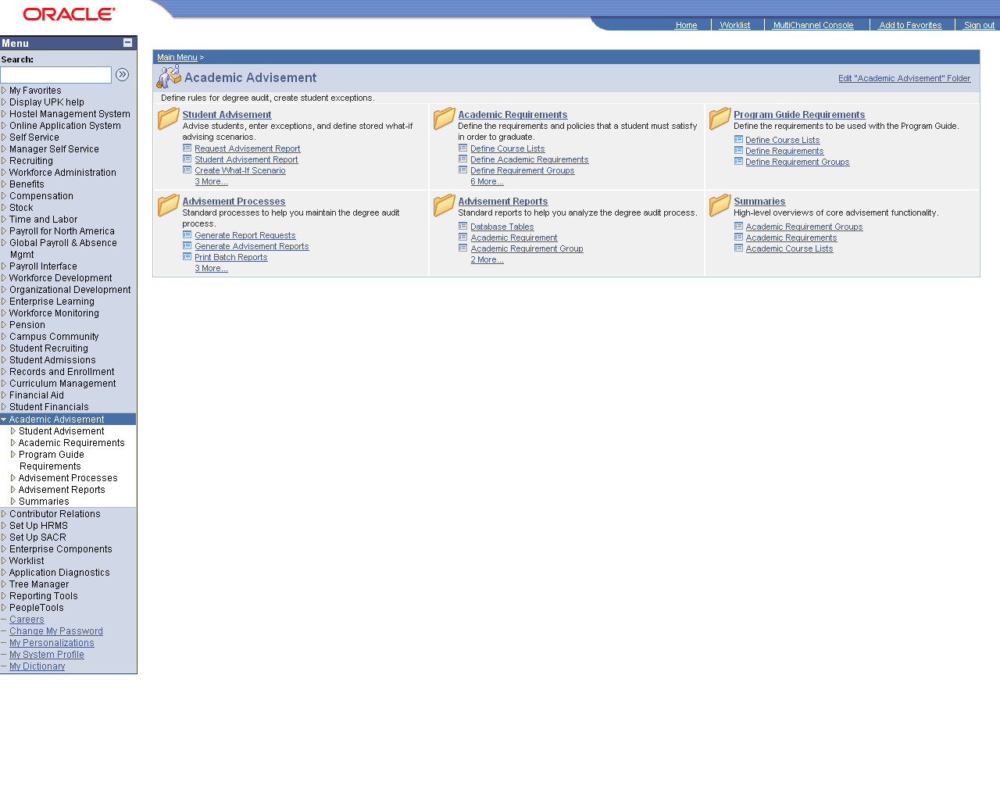 ORACLE
Home
Worklist
MultiChannel Console
Add to Favorites
Sign out
Menu
Search:
My Favorites
Display UPK help
Hostel Management System
Online Application System
Self Service
Manager Self Service
Recruiting
Workforce Administration
Benefits
Compensation
Stock
Time and Labor
Payroll for North America
Global Payroll & Absence
Mgmt
Payroll Interface
Workforce Development
Organizational Development
Enterprise Learning
Workforce Monitoring
Pension
Campus Community
Student Recruiting
Student Admissions
Records and Enrollment
Curriculum Management
Financial Aid
Student Financials
Academic Advisement
Student Advisement
Academic Requirements
Program Guide
Requirements
Advisement Processes
Advisement Reports
Summaries
Contributor Relations
Set Up HRMS
Set Up SACR
Enterprise Components
Worklist
Application Diagnostics
Tree Manager
Reporting Tools
PeopleTools
Careers
Change My Password
My Personalizations
My System Profile
My Dictionary
Main Menu >
Academic Advisement
Edit "Academic Advisement" Folder
Define rules for degree audit, create student exceptions.
Student Advisement
Advise students, enter exceptions, and define stored what-if
advising scenarios.
Request Advisement Report
Student Advisement Report
Create What-If Scenario
3 More...
Academic Requirements
Define the requirements and policies that a student must satisfy
in order to graduate.
Define Course Lists
Define Academic Requirements
Define Requirement Groups
6 More...
Program Guide Requirements
Define the requirements to be used with the Program Guide.
Define Course Lists
Define Requirements
Define Requirement Groups
Advisement Processes
Standard processes to help you maintain the degree audit
process.
Generate Report Requests
Generate Advisement Reports
Print Batch Reports
3 More...
Advisement Reports
Standard reports to help you analyze the degree audit process.
Database Tables
Academic Requirement
Academic Requirement Group
2 More...
Summaries
High-level overviews of core advisement functionality.
Academic Requirement Groups
Academic Requirements
Academic Course Lists